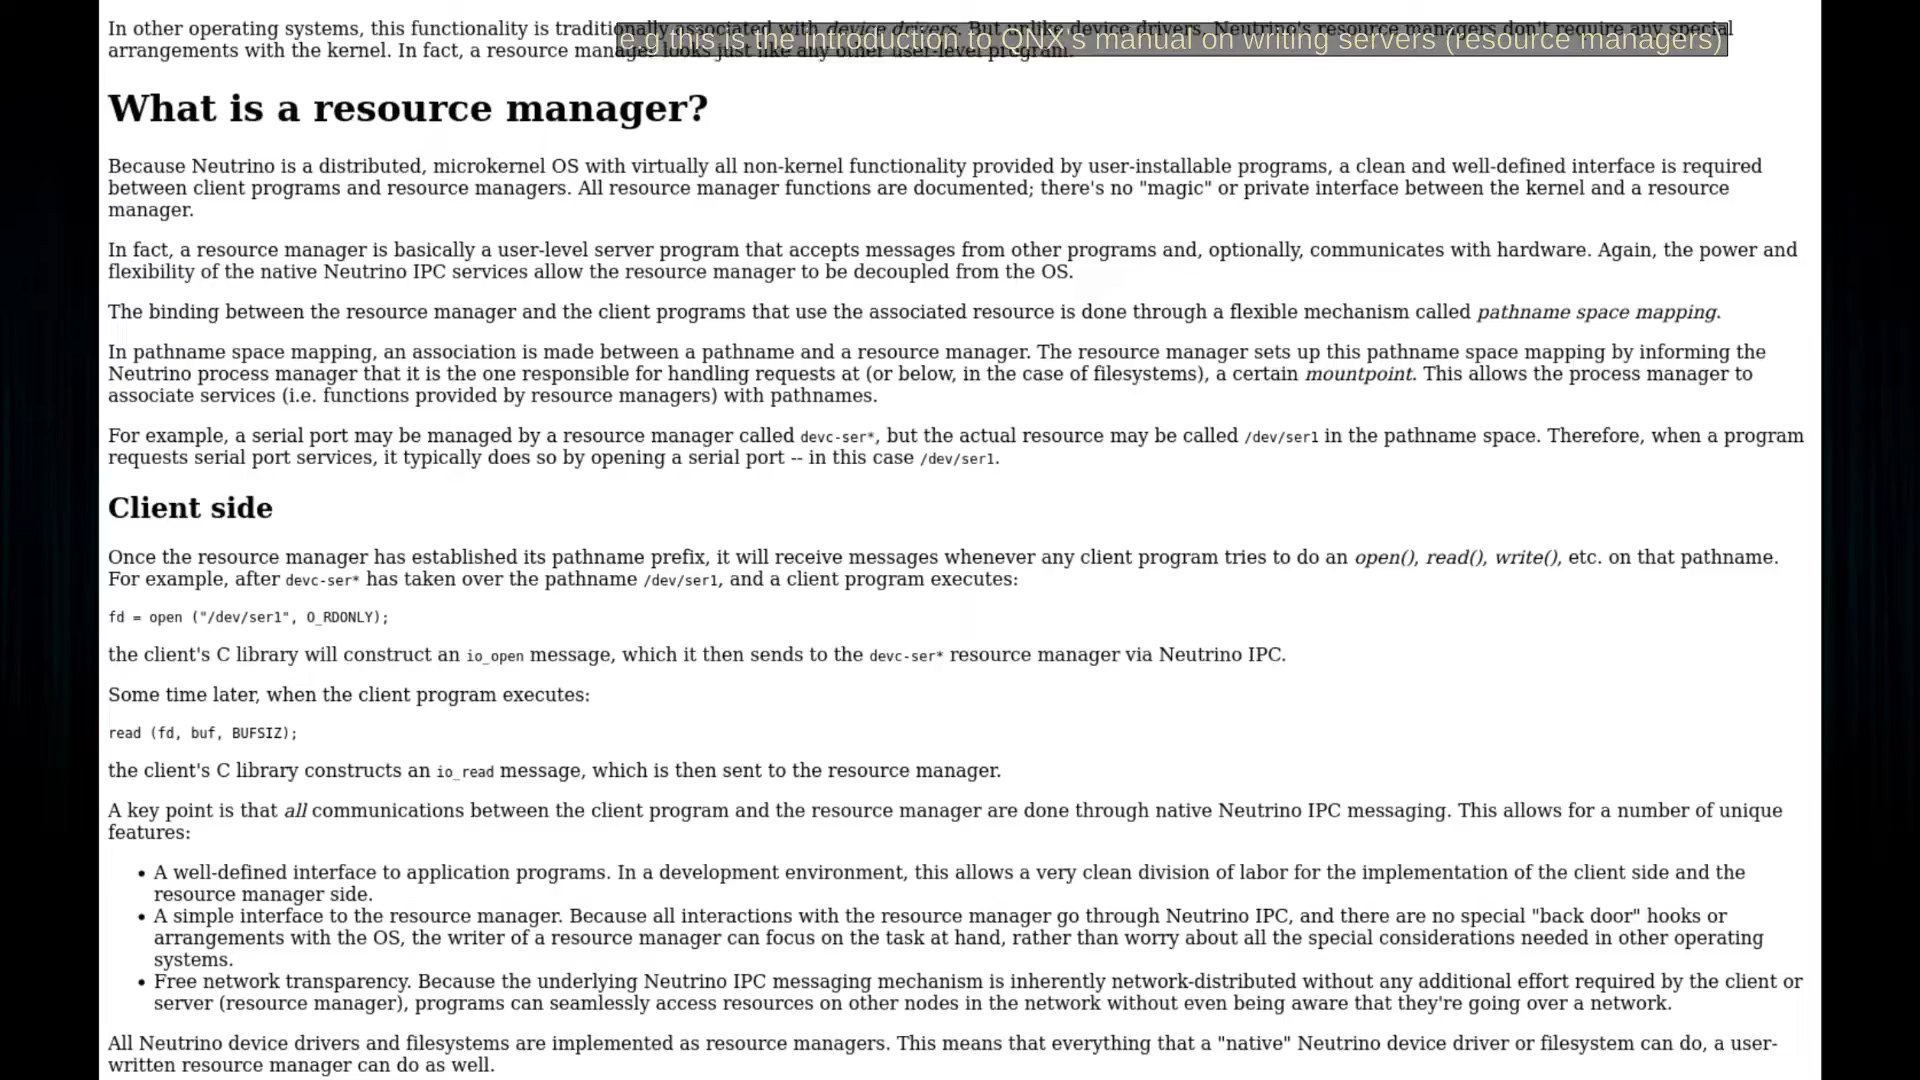 In other operating systems, this functionality is traditionally associated with device drivers. But unlike device drivers, Neutrino's resource managers don't require any special
e.g this is the introduction to QNX's manual on writing servers (resource managers)
arrangements with the kernel. In fact, a resource manager looks just like any other user-level program.
What is a resource manager?
Because Neutrino is a distributed, microkernel OS with virtually all non-kernel functionality provided by user-installable programs, a clean and well-defined interface is required
between client programs and resource managers. All resource manager functions are documented; there's no "magic" or private interface between the kernel and a resource
manager.
In fact, a resource manager is basically a user-level server program that accepts messages from other programs and, optionally, communicates with hardware. Again, the power and
flexibility of the native Neutrino IPC services allow the resource manager to be decoupled from the OS.
The binding between the resource manager and the client programs that use the associated resource is done through a flexible mechanism called pathname space mapping.
In pathname space mapping, an association is made between a pathname and a resource manager. The resource manager sets up this pathname space mapping by informing the
Neutrino process manager that it is the one responsible for handling requests at (or below, in the case of filesystems), a certain mountpoint. This allows the process manager to
associate services (i.e. functions provided by resource managers) with pathnames.
For example, a serial port may be managed by a resource manager called devc-ser*, but the actual resource may be called /dev/ser1 in the pathname space. Therefore, when a program
requests serial port services, it typically does so by opening a serial port -- in this case /dev/ser1.
Client side
Once the resource manager has established its pathname prefix, it will receive messages whenever any client program tries to do an open(), read(), write(), etc. on that pathname.
For example, after devc-ser* has taken over the pathname /dev/ser1, and a client program executes:
fd = open ("/dev/ser1", O_RDONLY);
the client's C library will construct an io_open message, which it then sends to the devc-ser* resource manager via Neutrino IPC.
Some time later, when the client program executes:
read (fd, buf, BUFSIZ);
the client's C library constructs an io_read message, which is then sent to the resource manager.
A key point is that all communications between the client program and the resource manager are done through native Neutrino IPC messaging. This allows for a number of unique
features:
• A well-defined interface to application programs. In a development environment, this allows a very clean division of labor for the implementation of the client side and the
resource manager side.
• A simple interface to the resource manager. Because all interactions with the resource manager go through Neutrino IPC, and there are no special "back door" hooks or
arrangements with the OS, the writer of a resource manager can focus on the task at hand, rather than worry about all the special considerations needed in other operating
systems.
• Free network transparency. Because the underlying Neutrino IPC messaging mechanism is inherently network-distributed without any additional effort required by the client or
server (resource manager), programs can seamlessly access resources on other nodes in the network without even being aware that they're going over a network.
All Neutrino device drivers and filesystems are implemented as resource managers. This means that everything that a "native" Neutrino device driver or filesystem can do, a user-
written resource manager can do as well.